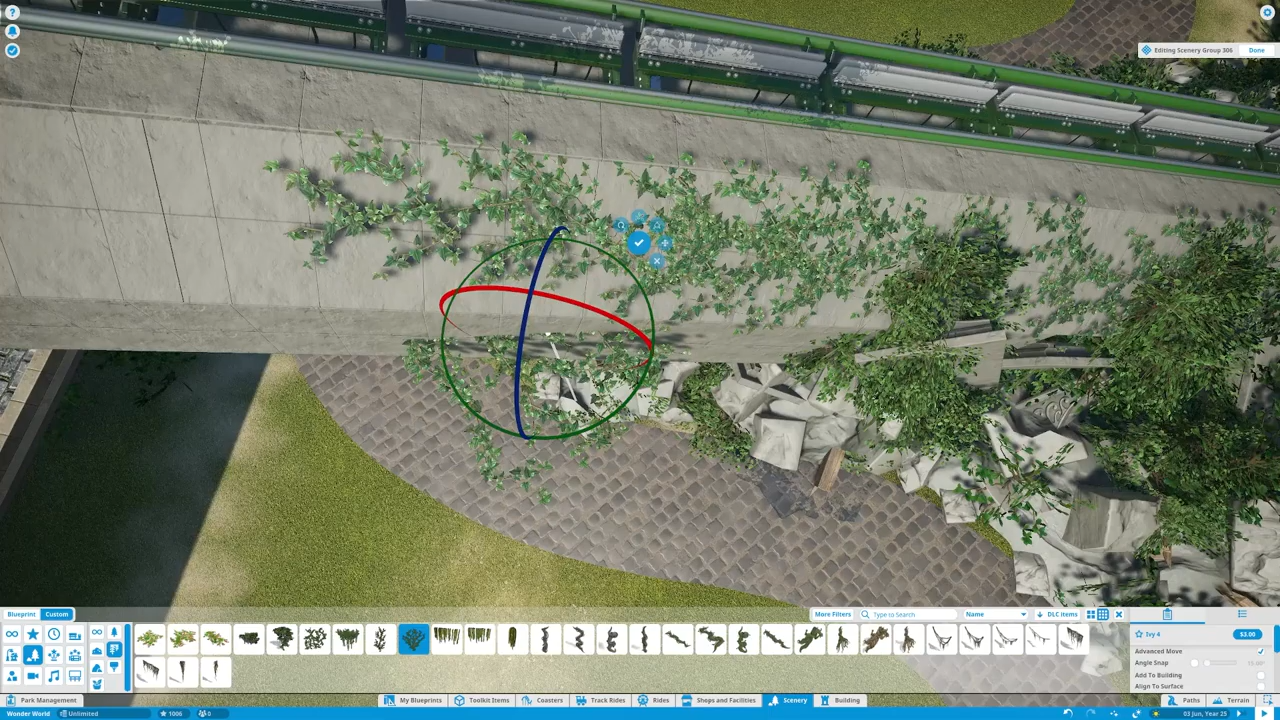 ?
Editing Scenery Group 306
Done
Blueprint
Custom
More Filters
Type to Search
Name
DLC Items
Ivy 4
$3.00
Advanced Move
Angle Snap
Add To Building
Align To Surface
Park Management
My Blueprints
Toolkit Items
Coasters
Track Rides
Rides
Shops and Facilities
Scenery
Building
Paths
Terrain
Wonder World
Unlimited
1006
0
03 Jun, Year 25